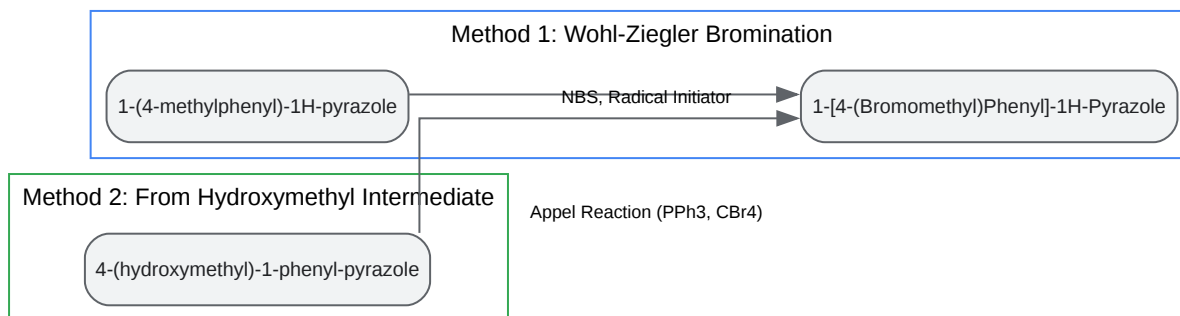 Method 1: Wohl-Ziegler Bromination
1-(4-methylphenyl)-1H-pyrazole
NBS, Radical Initiator
1-[4-(Bromomethyl)Phenyl]-1H-Pyrazole
Method 2: From Hydroxymethyl Intermediate
Appel Reaction (PPh3, CBr4)
4-(hydroxymethyl)-1-phenyl-pyrazole